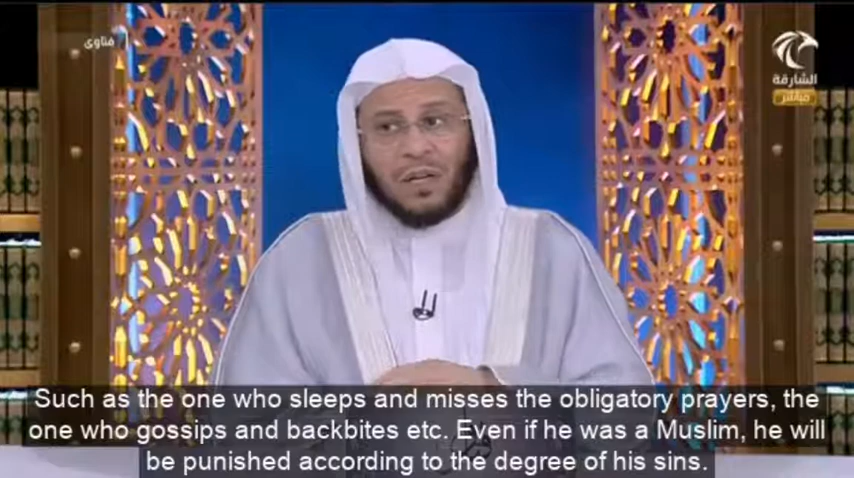 فتاوى
الشارقة
مباشر
Such as the one who sleeps and misses the obligatory prayers, the
one who gossips and backbites etc. Even if he was a Muslim, he will
be punished according to the degree of his sins.